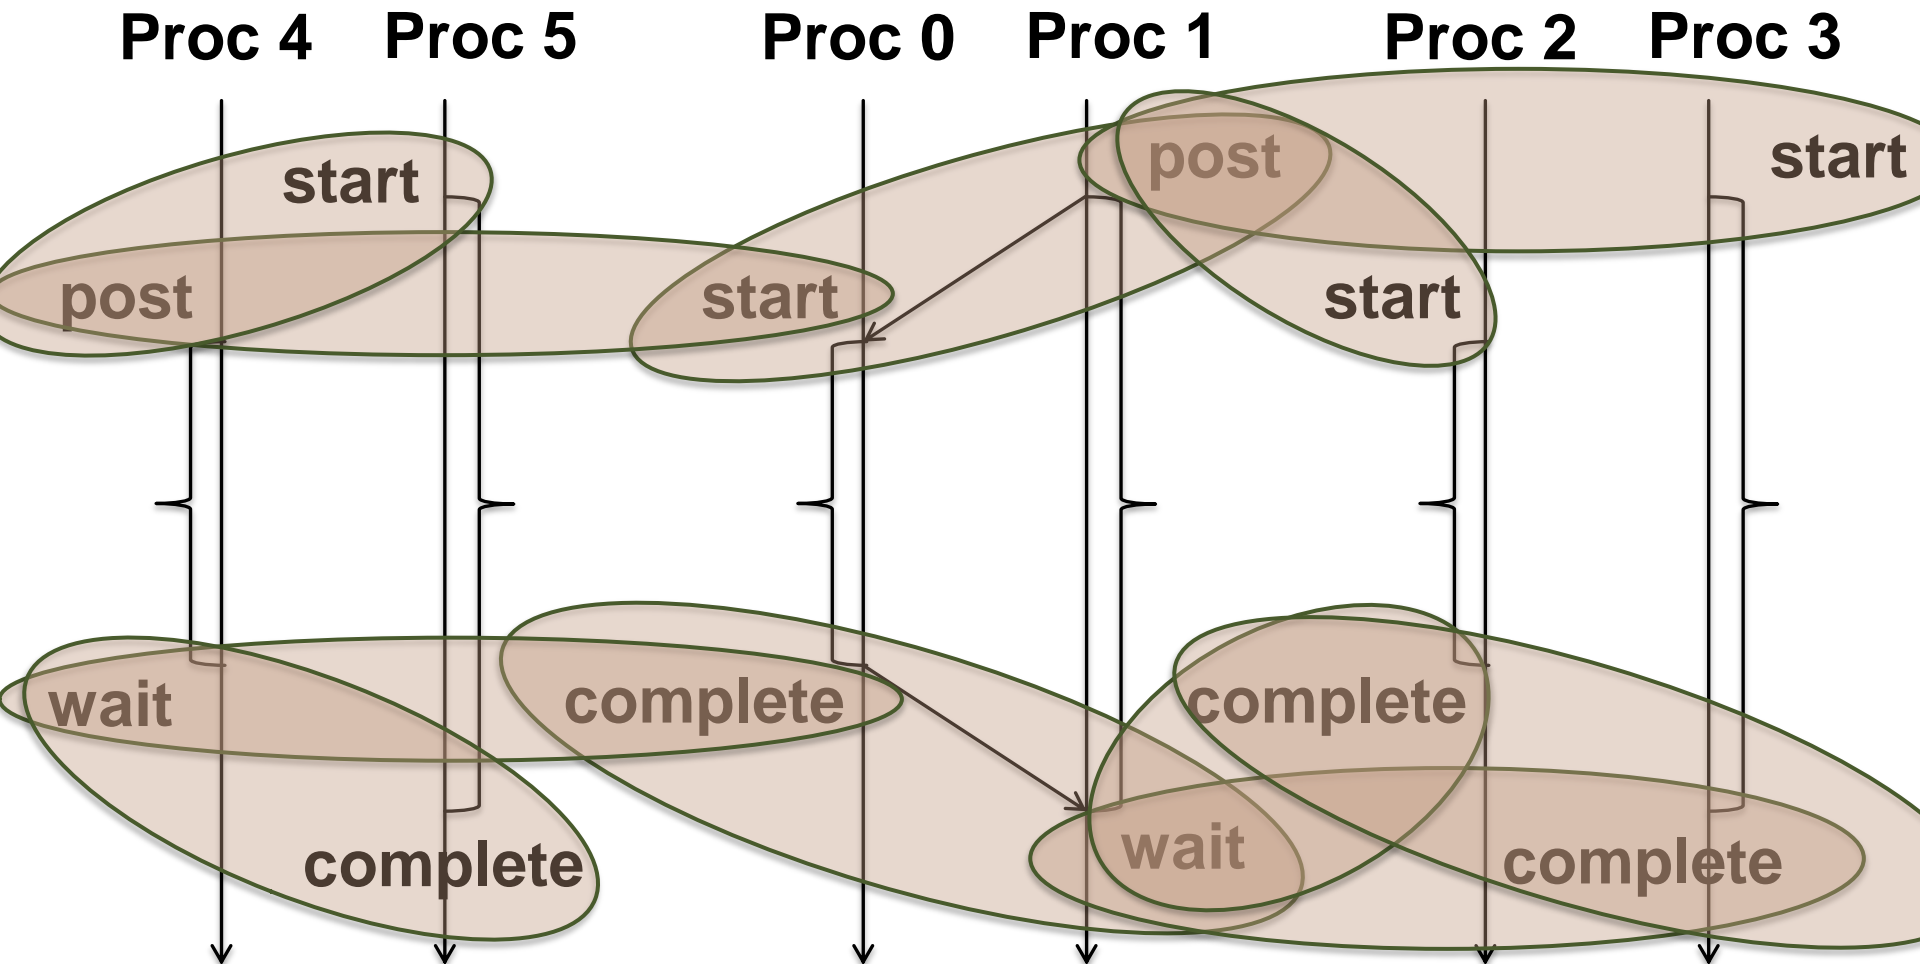 Proc 4 Proc 5 Proc 0 Proc 1 Proc 2 Proc 3
start post start
post start start
wait complete complete
complete wait complete